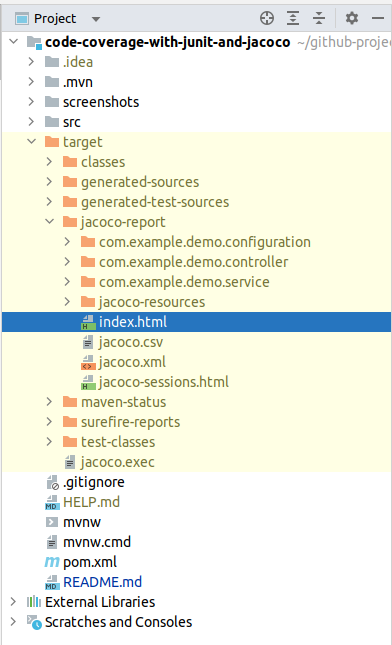 Project
code-coverage-with-junit-and-jacoco ~/github-proje
.idea
.mvn
screenshots
src
target
classes
generated-sources
generated-test-sources
jacoco-report
com.example.demo.configuration
com.example.demo.controller
com.example.demo.service
jacoco-resources
index.html
jacoco.csv
jacoco.xml
jacoco-sessions.html
maven-status
surefire-reports
test-classes
jacoco.exec
.gitignore
HELP.md
mvnw
mvnw.cmd
pom.xml
README.md
External Libraries
Scratches and Consoles